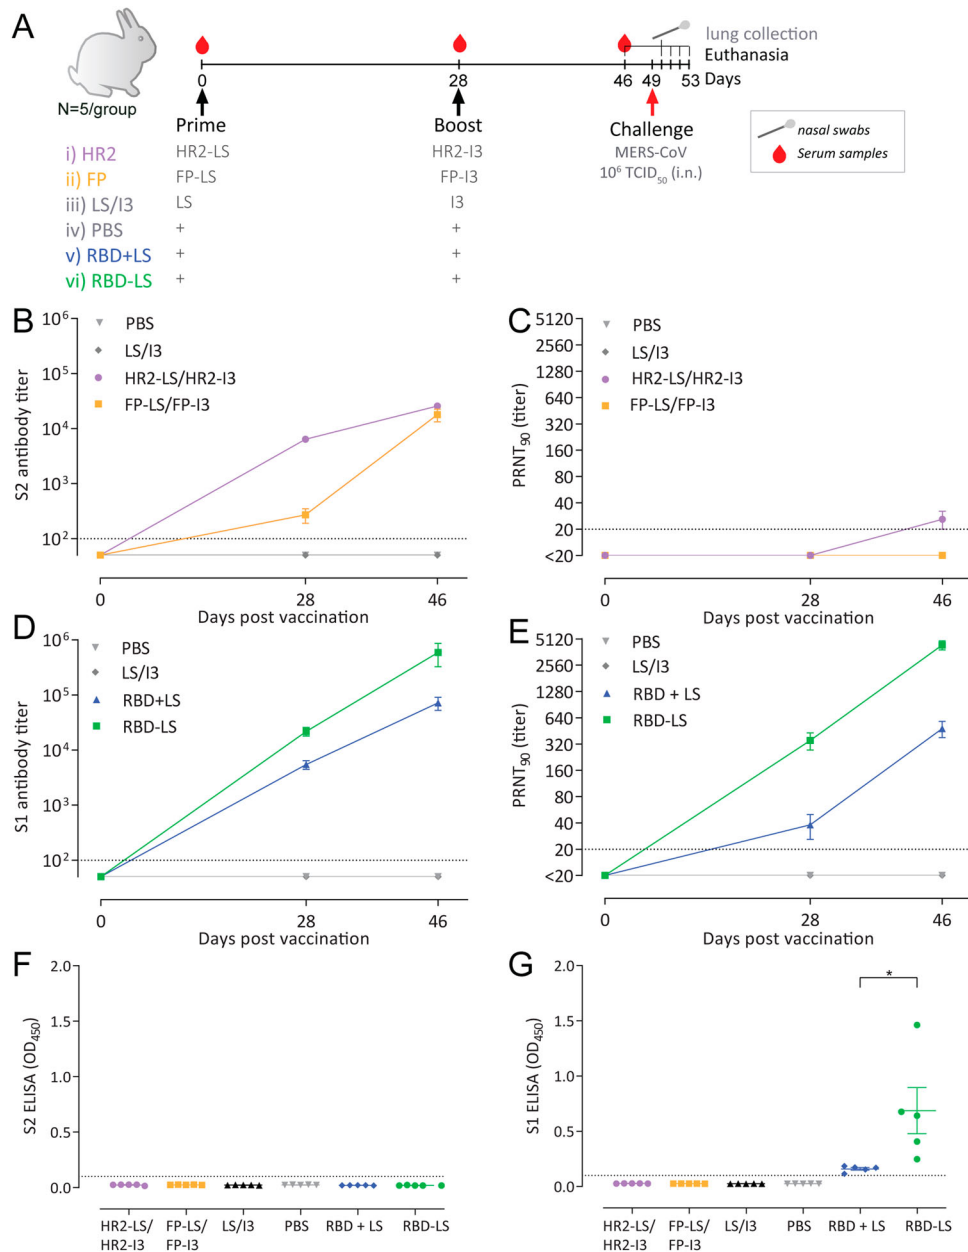 A
lung collection
Euthanasia
0 28 46 49 53 Days
N=5/group
Prime Boost Challenge
nasal swabs
Serum samples
i) HR2 HR2-LS HR2-I3 MERS-CoV
ii) FP FP-LS FP-I3 10⁶ TCID₅₀ (i.n.)
iii) LS/I3 LS I3
iv) PBS + +
v) RBD+LS + +
vi) RBD-LS + +
B
S2 antibody titer
10⁶
10⁵
10⁴
10³
10²
PBS
LS/I3
HR2-LS/HR2-I3
FP-LS/FP-I3
0 28 46
Days post vaccination
C
PRNT₉₀ (titer)
5120
2560
1280
640
320
160
80
40
20
<20
PBS
LS/I3
HR2-LS/HR2-I3
FP-LS/FP-I3
0 28 46
Days post vaccination
D
S1 antibody titer
10⁶
10⁵
10⁴
10³
10²
PBS
LS/I3
RBD+LS
RBD-LS
0 28 46
Days post vaccination
E
PRNT₉₀ (titer)
5120
2560
1280
640
320
160
80
40
20
<20
PBS
LS/I3
RBD + LS
RBD-LS
0 28 46
Days post vaccination
F
S2 ELISA (OD₄₅₀)
2.0
1.5
1.0
0.5
0.0
HR2-LS/ FP-LS/ LS/I3 PBS RBD + LS RBD-LS
HR2-I3 FP-I3
G
S1 ELISA (OD₄₅₀)
2.0
1.5
1.0
0.5
0.0
*
HR2-LS/ FP-LS/ LS/I3 PBS RBD + LS RBD-LS
HR2-I3 FP-I3